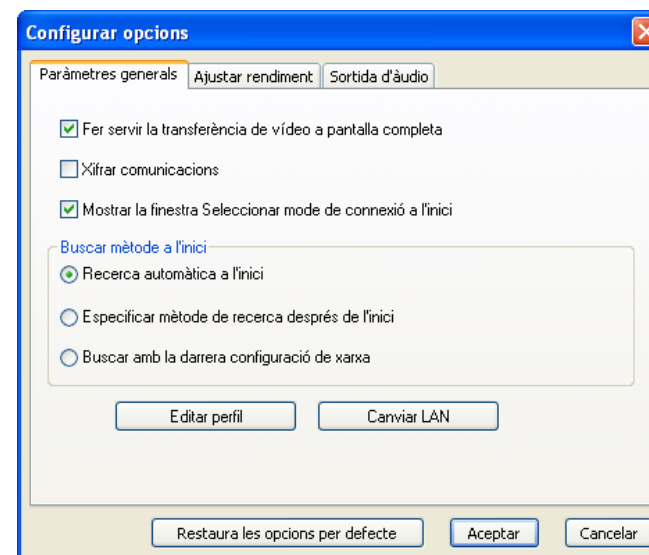 Configurar opcions
Paràmetres generals Ajustar rendiment Sortida d'àudio
Fer servir la transferència de vídeo a pantalla completa
Xifrar comunicacions
Mostrar la finestra Seleccionar mode de connexió a l'inici
Buscar mètode a l'inici
Recerca automàtica a l'inici
Especificar mètode de recerca després de l'inici
Buscar amb la darrera configuració de xarxa
Editar perfil Canviar LAN
Restaura les opcions per defecte Aceptar Cancelar